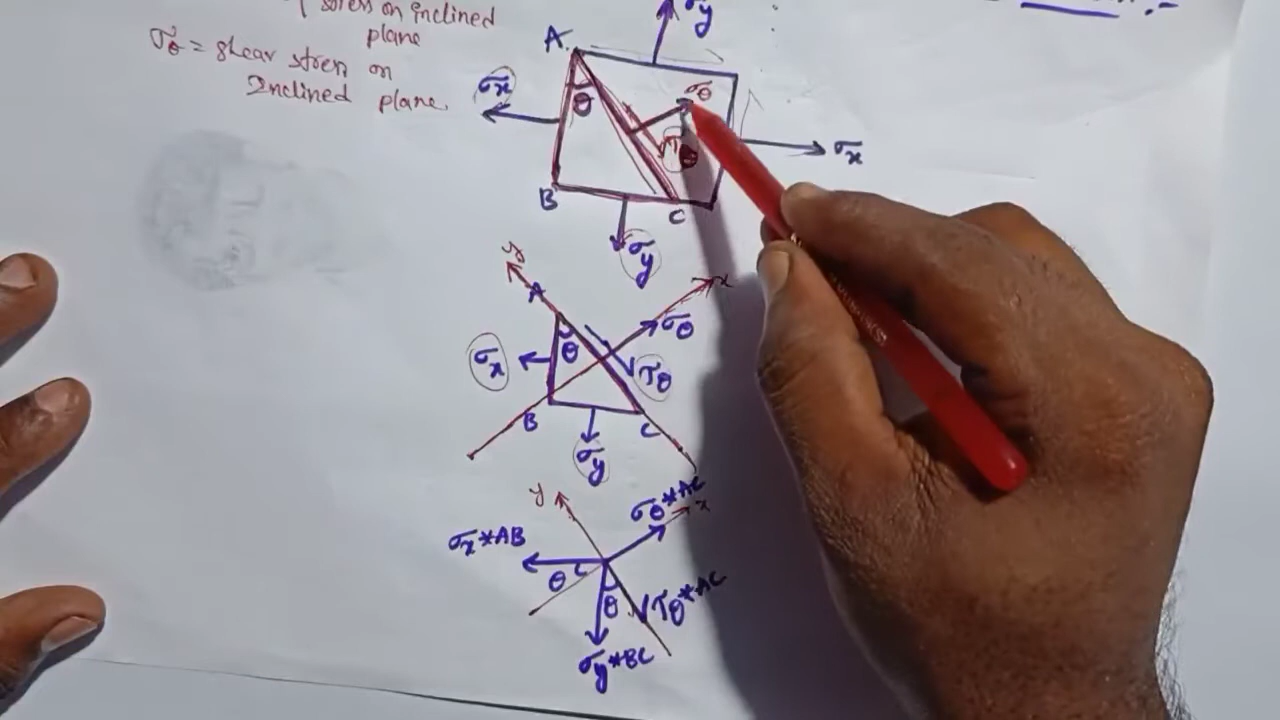 stress on inclined
plane
σθ = shear stress on
Inclined plane
σy
A
σx
θ
σθ
σx
B
C
σy
y
x
A
σθ
σx
θ
τθ
B
C
σy
y
σθ*AC
x
σx*AB
θ
θ
τθ*AC
σy*BC